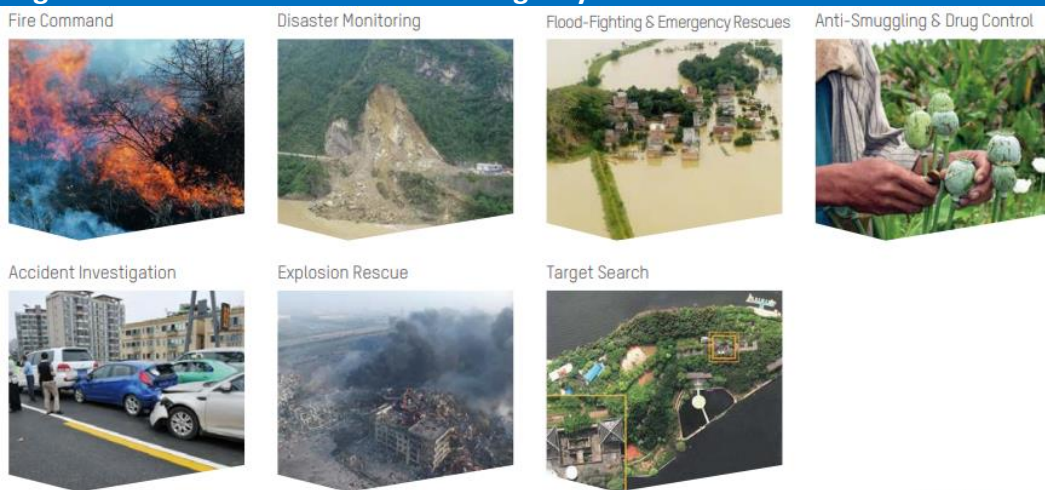 Fire Command
Disaster Monitoring
Flood-Fighting & Emergency Rescues
Anti-Smuggling & Drug Control
Accident Investigation
Explosion Rescue
Target Search